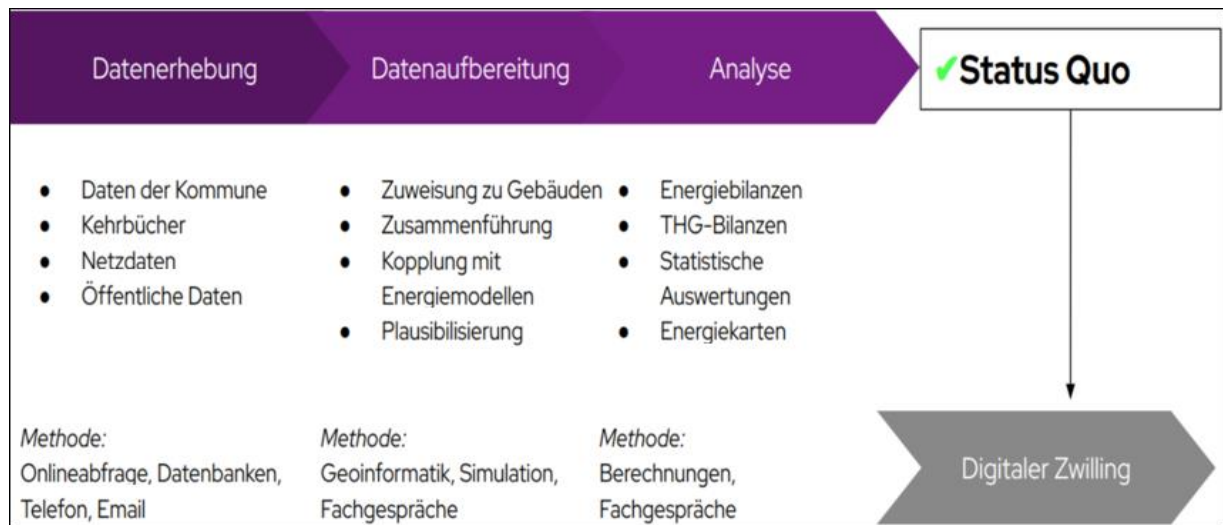 Datenerhebung
Datenaufbereitung
Analyse
✔Status Quo
● Daten der Kommune
● Kehrbücher
● Netzdaten
● Öffentliche Daten
● Zuweisung zu Gebäuden
● Zusammenführung
● Kopplung mit
Energiemodellen
● Plausibilisierung
● Energiebilanzen
● THG-Bilanzen
● Statistische
Auswertungen
● Energiekarten
Methode:
Onlineabfrage, Datenbanken,
Telefon, Email
Methode:
Geoinformatik, Simulation,
Fachgespräche
Methode:
Berechnungen,
Fachgespräche
Digitaler Zwilling